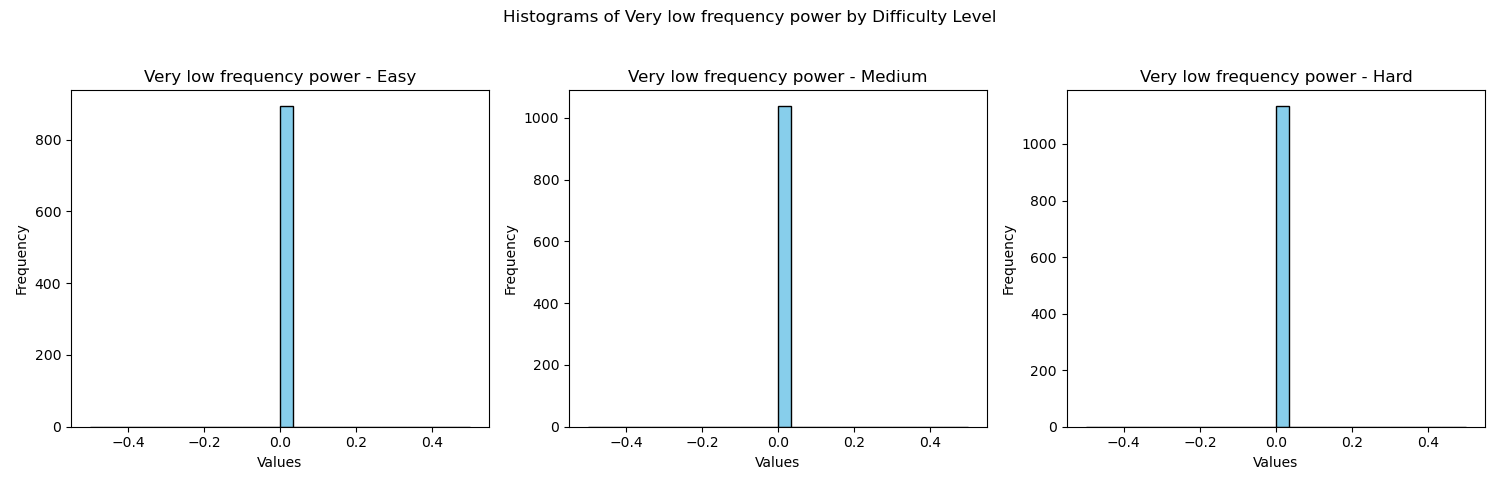 Histograms of Very low frequency power by Difficulty Level
Very low frequency power - Easy
Frequency
800
600
400
200
0
−0.4 −0.2 0.0 0.2 0.4
Values
Very low frequency power - Medium
Frequency
1000
800
600
400
200
0
−0.4 −0.2 0.0 0.2 0.4
Values
Very low frequency power - Hard
Frequency
1000
800
600
400
200
0
−0.4 −0.2 0.0 0.2 0.4
Values